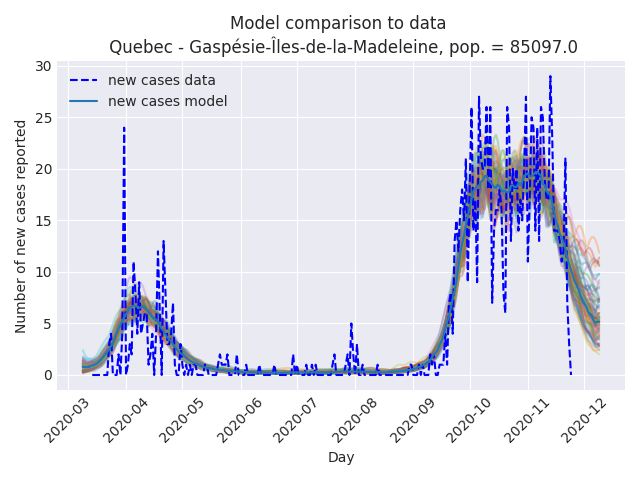 Model comparison to data
Quebec - Gaspésie-Îles-de-la-Madeleine, pop. = 85097.0
new cases data
new cases model
Number of new cases reported
30
25
20
15
10
5
0
2020-03
2020-04
2020-05
2020-06
2020-07
2020-08
2020-09
2020-10
2020-11
2020-12
Day